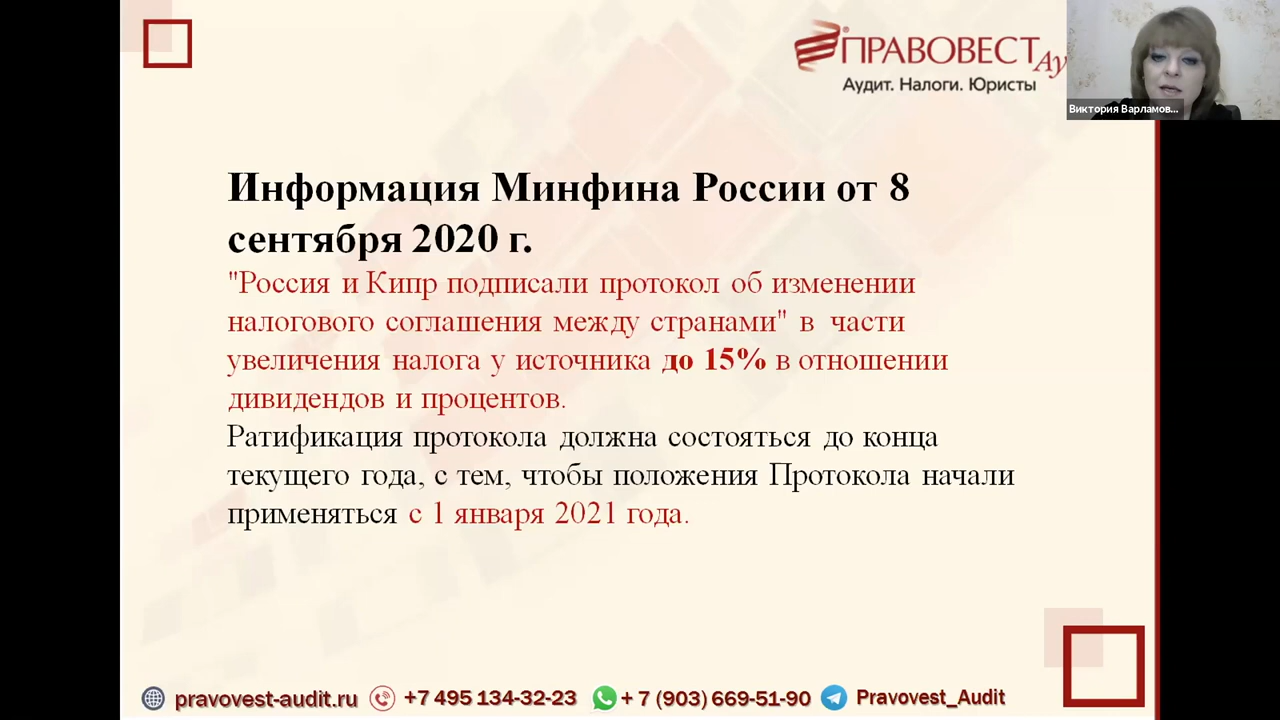 ПРАВОВЕСТ Ау
Аудит. Налоги. Юристы
Виктория Варламов...
Информация Минфина России от 8
сентября 2020 г.
"Россия и Кипр подписали протокол об изменении
налогового соглашения между странами" в части
увеличения налога у источника до 15% в отношении
дивидендов и процентов.
Ратификация протокола должна состояться до конца
текущего года, с тем, чтобы положения Протокола начали
применяться с 1 января 2021 года.
pravovest-audit.ru +7 495 134-32-23 + 7 (903) 669-51-90 Pravovest_Audit